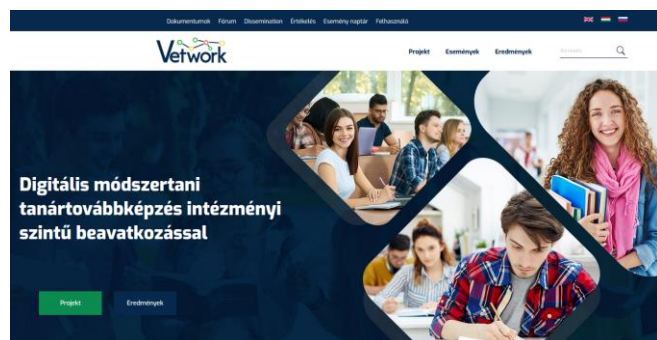 Dokumentumok Fórum Dissemination Értékelés Esemény naptár Felhasználó
Vetwork
Projekt Események Eredmények Keresés
Digitális módszertani
tanártovábbképzés intézményi
szintű beavatkozással
Projekt Eredmények